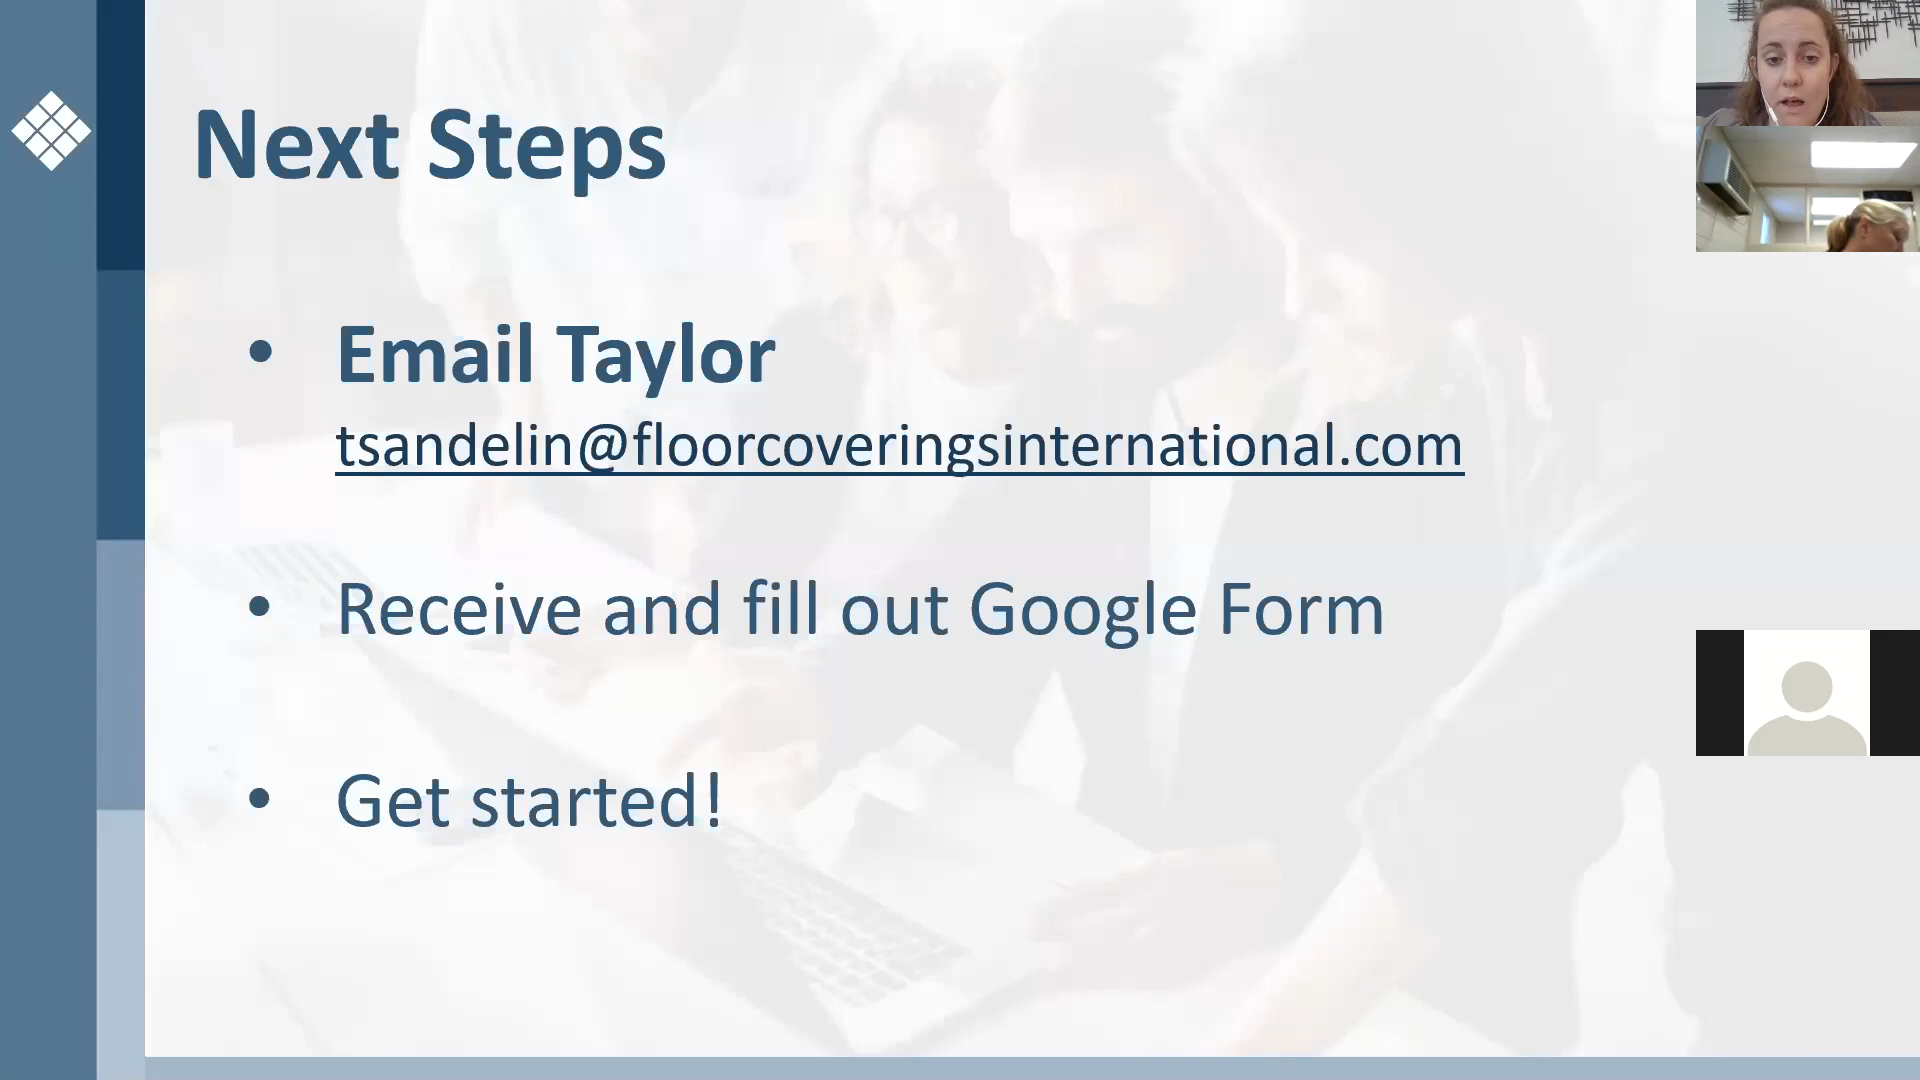 Next Steps
• Email Taylor
tsandelin@floorcoveringsinternational.com
• Receive and fill out Google Form
• Get started!